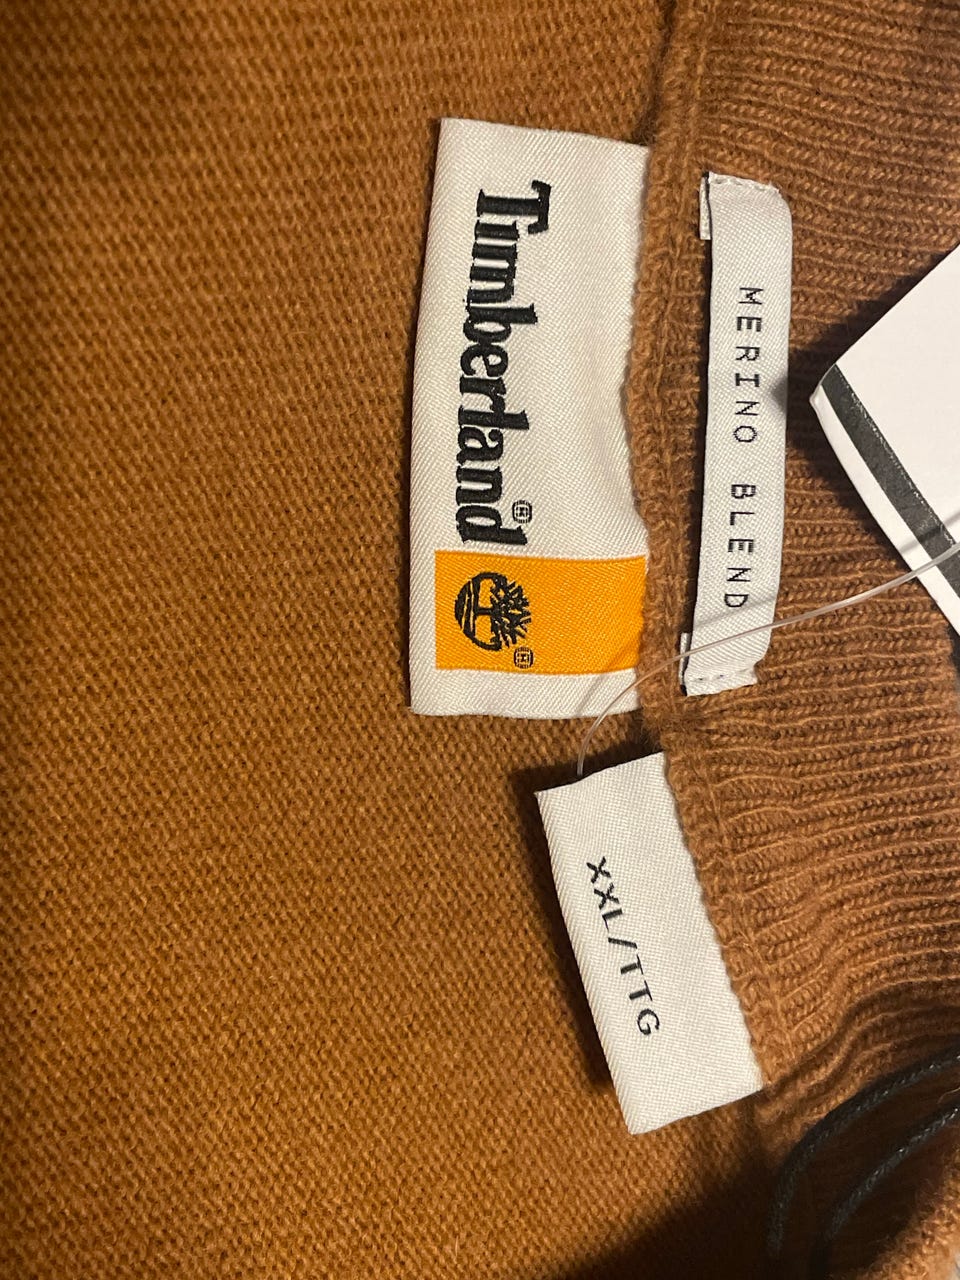 Timberland®
®
MERINO BLEND
XXL/TTG